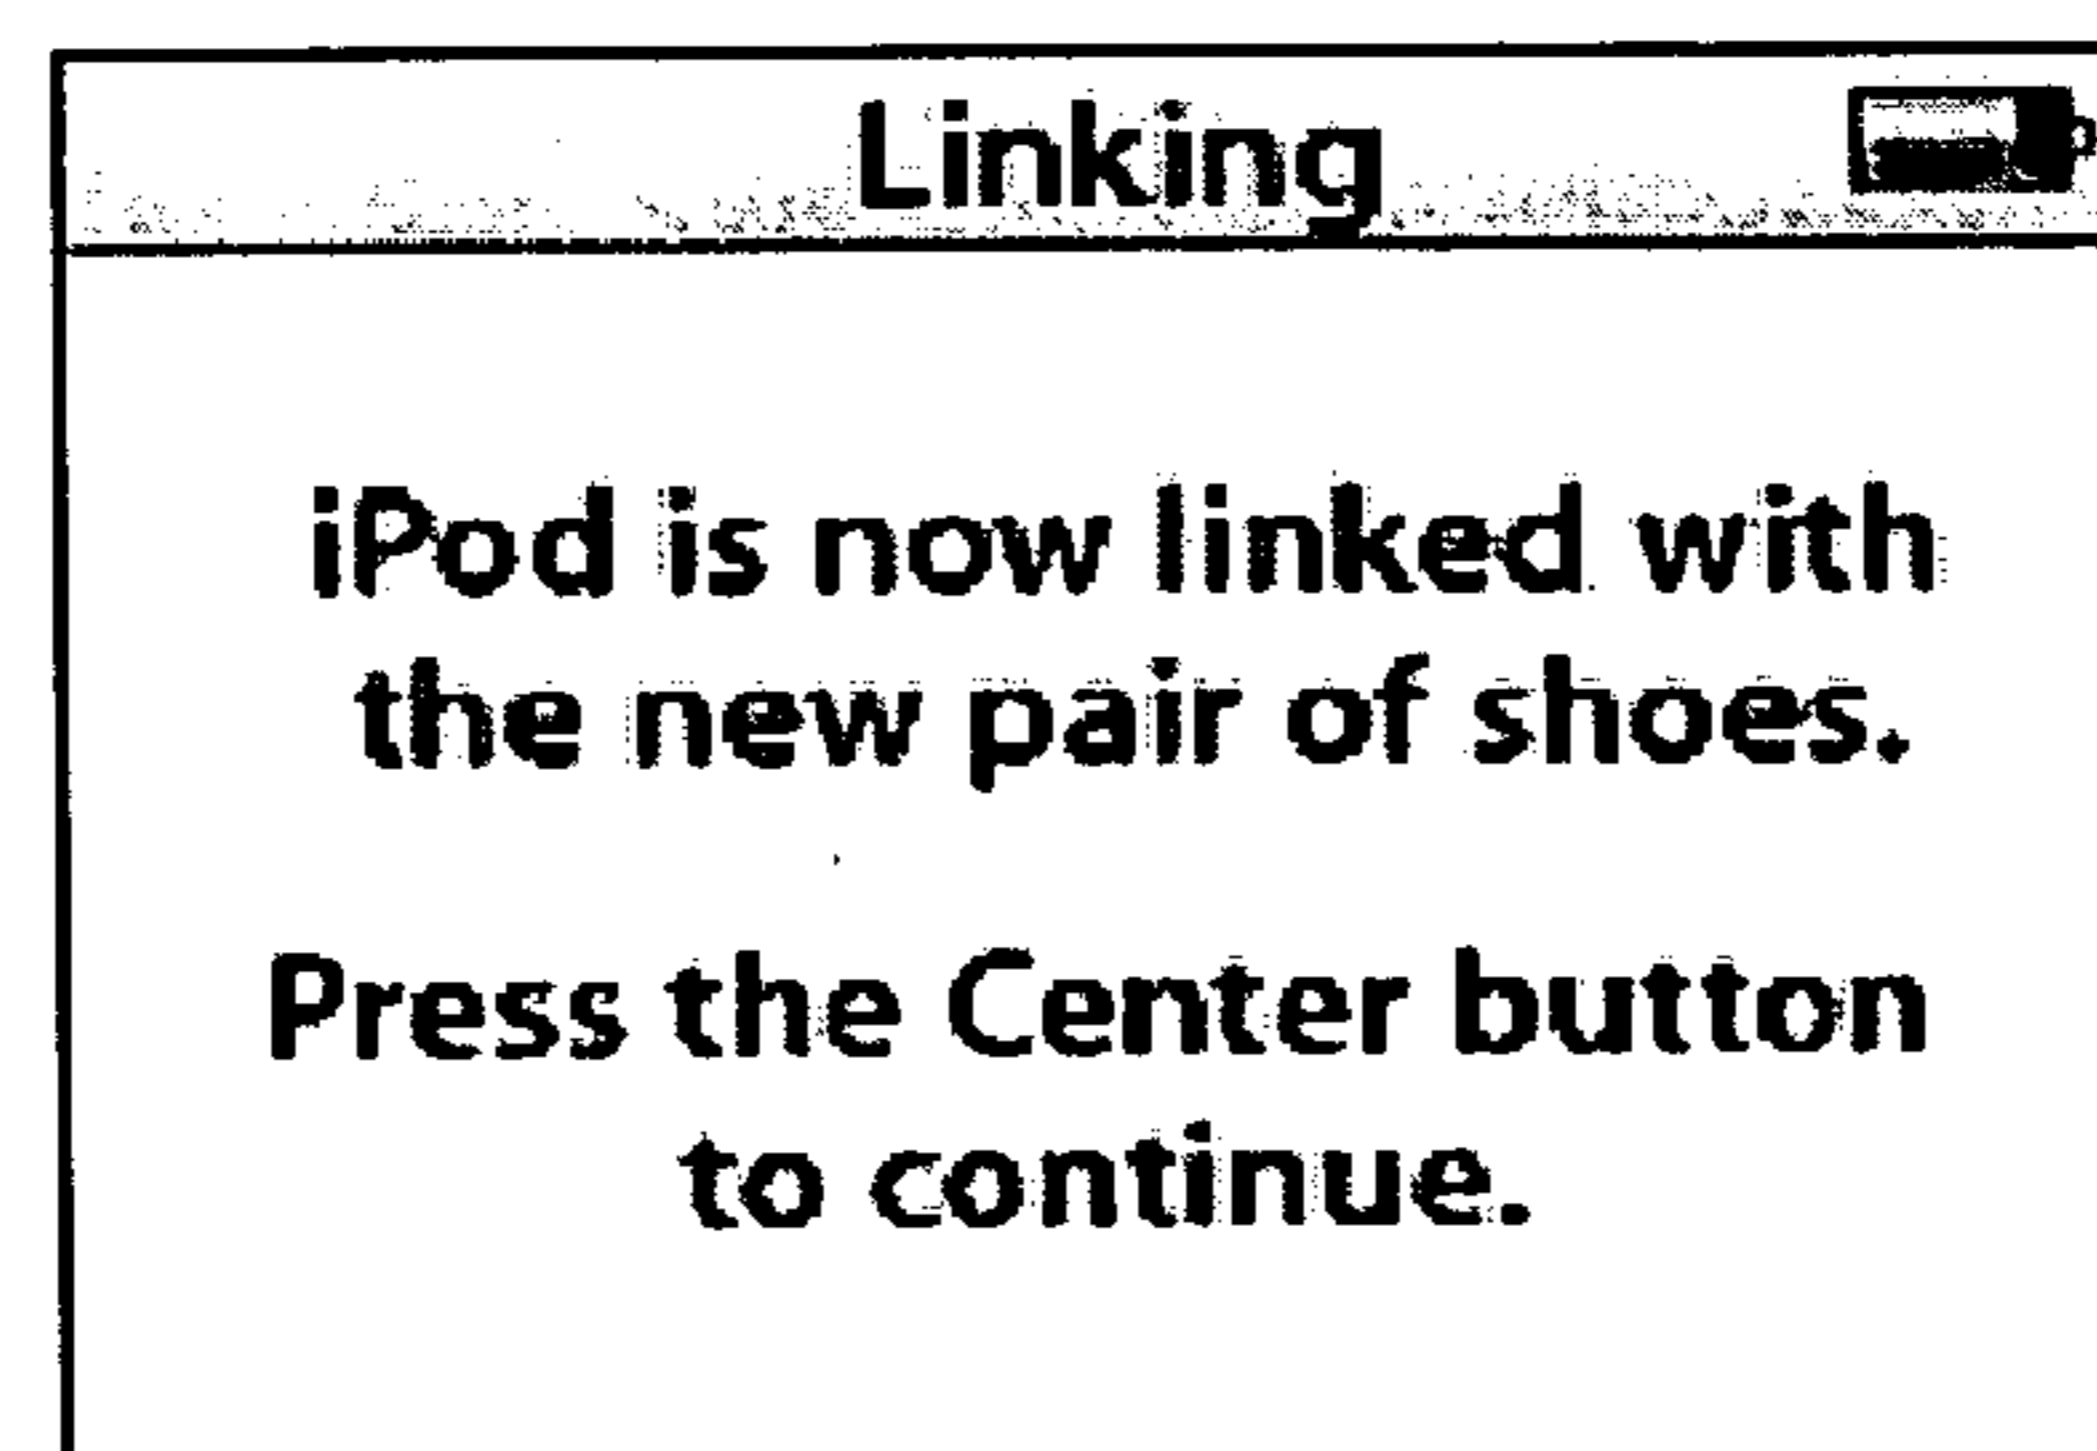 Linking
iPod is now linked with
the new pair of shoes.
Press the Center button
to continue.